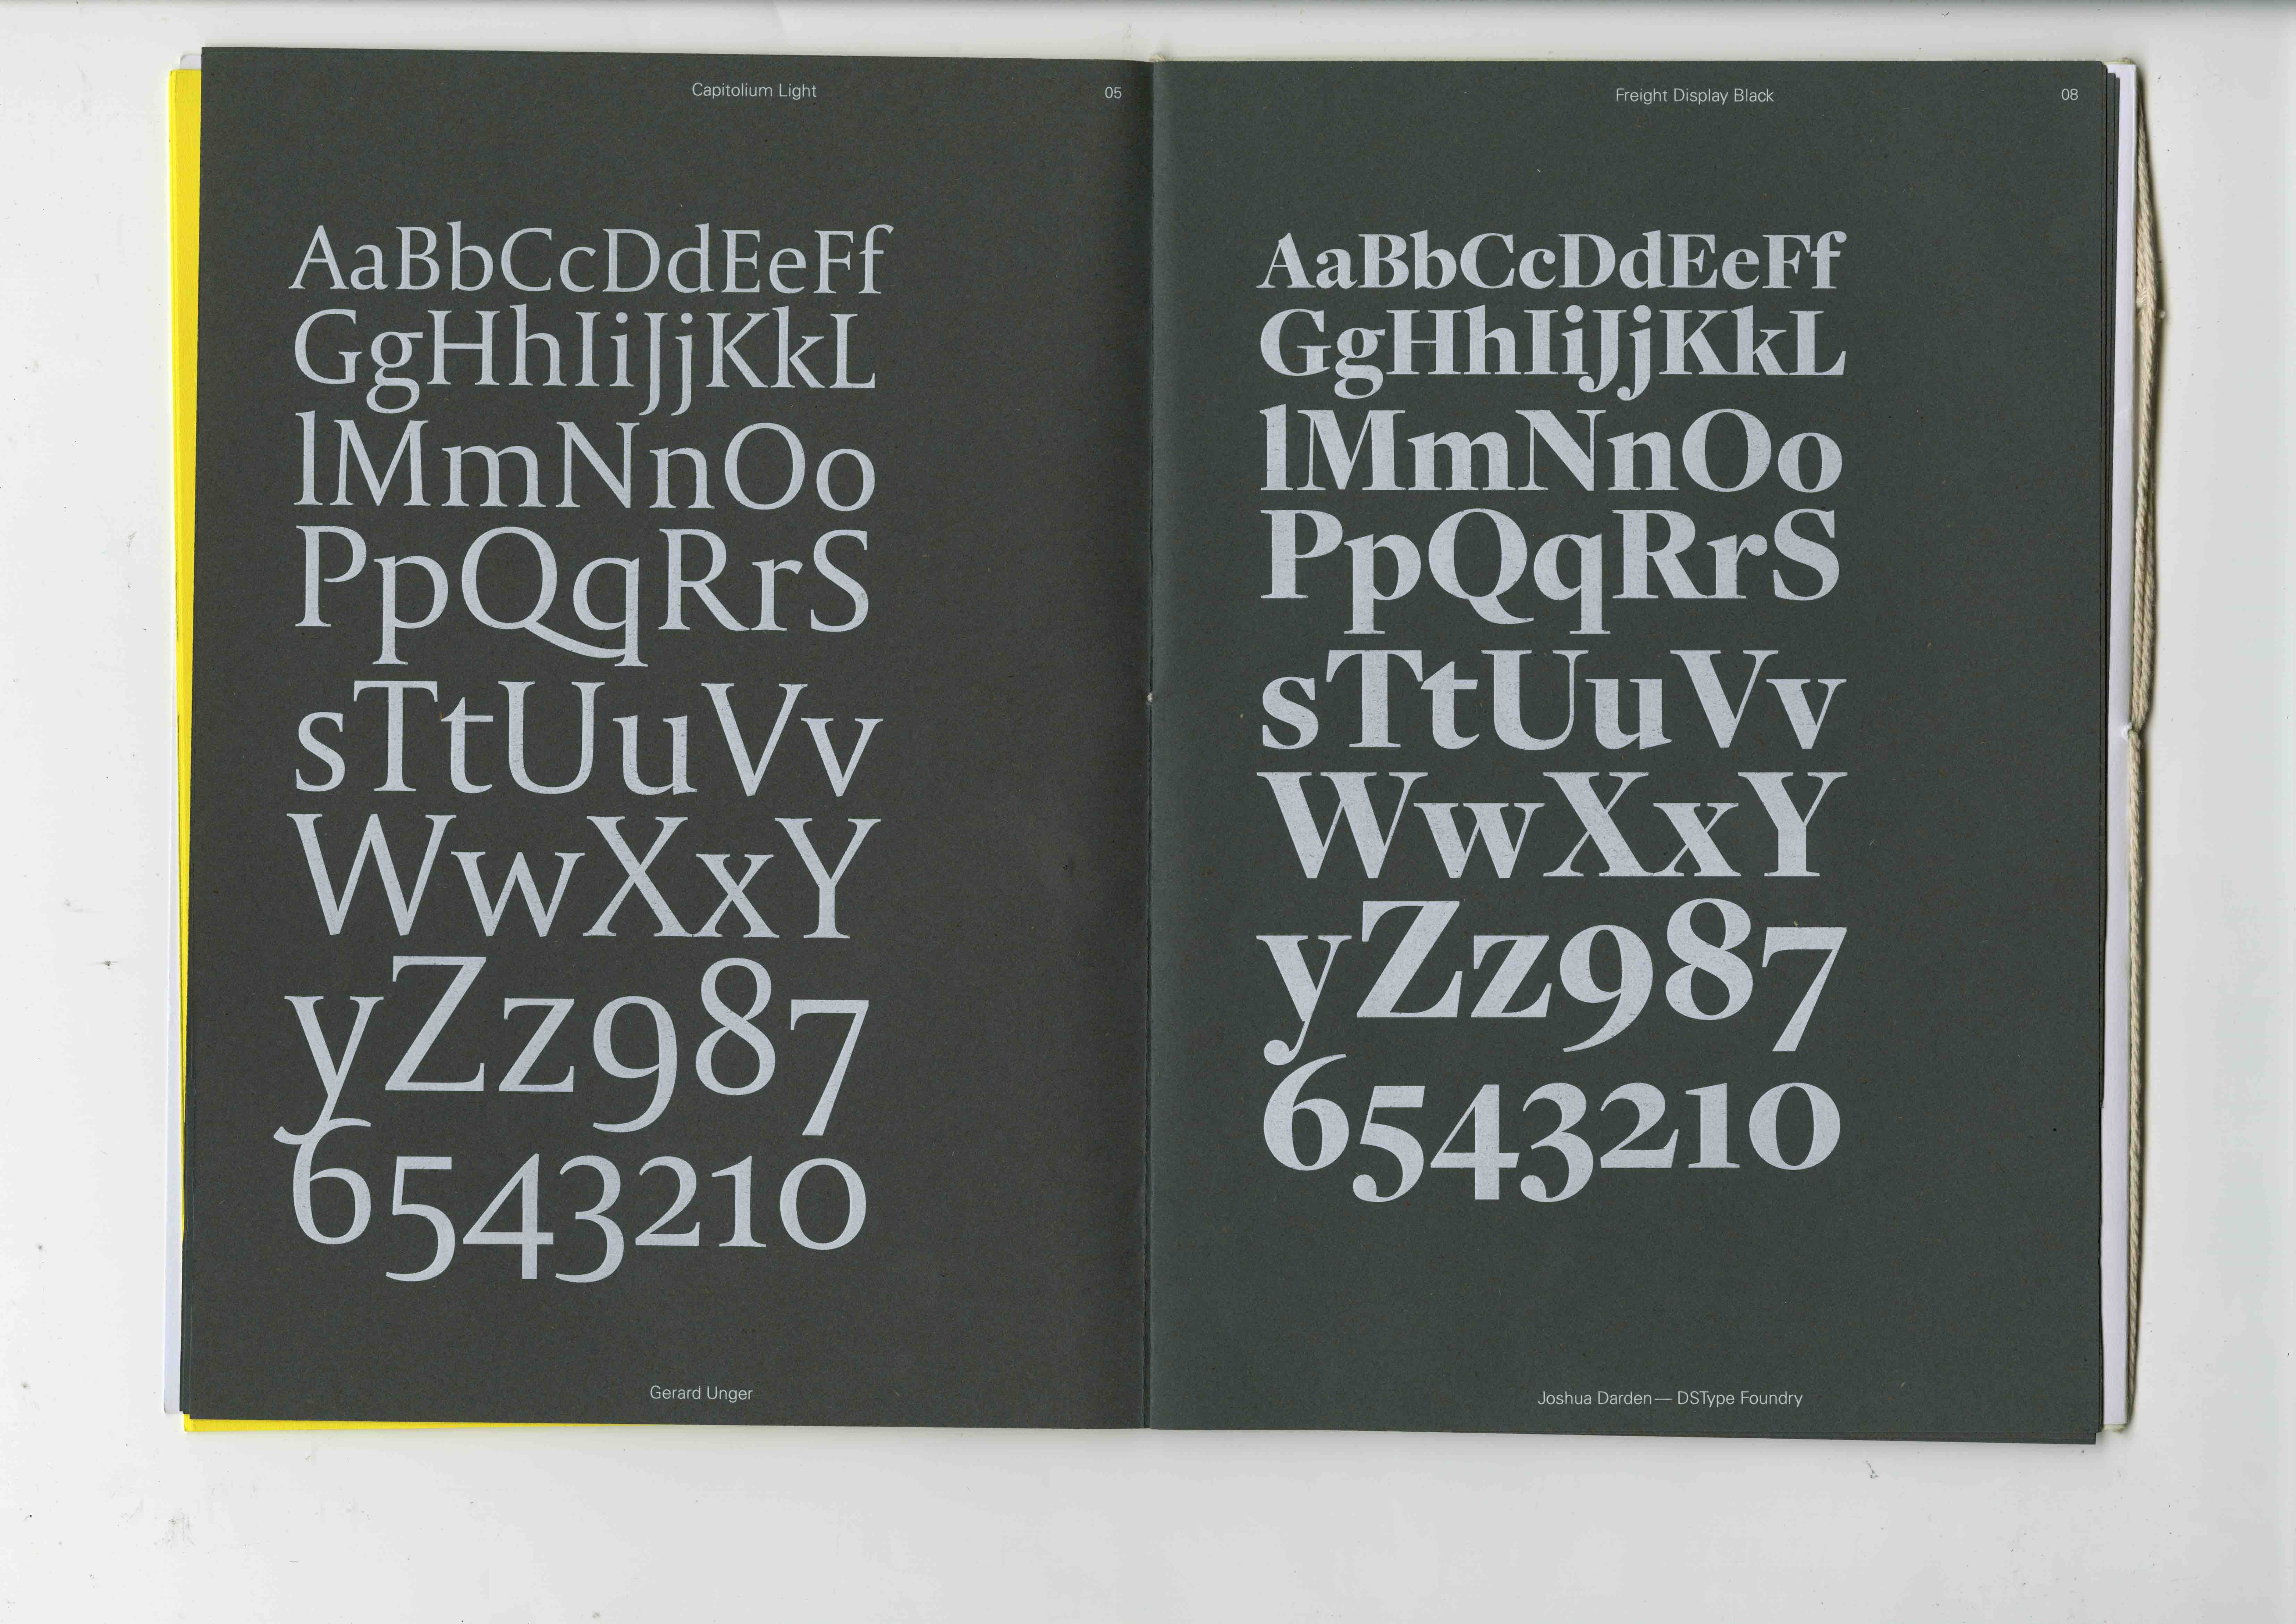 Capitolium Light
05
AaBbCcDdEeFf
GgHhIiJjKkL
lMmNnOo
PpQqRrS
sTtUuVv
WwXxY
yZz987
6543210
Gerard Unger
Freight Display Black
08
AaBbCcDdEeFf
GgHhIiJjKkL
lMmNnOo
PpQqRrS
sTtUuVv
WwXxY
yZz987
6543210
Joshua Darden— DSType Foundry